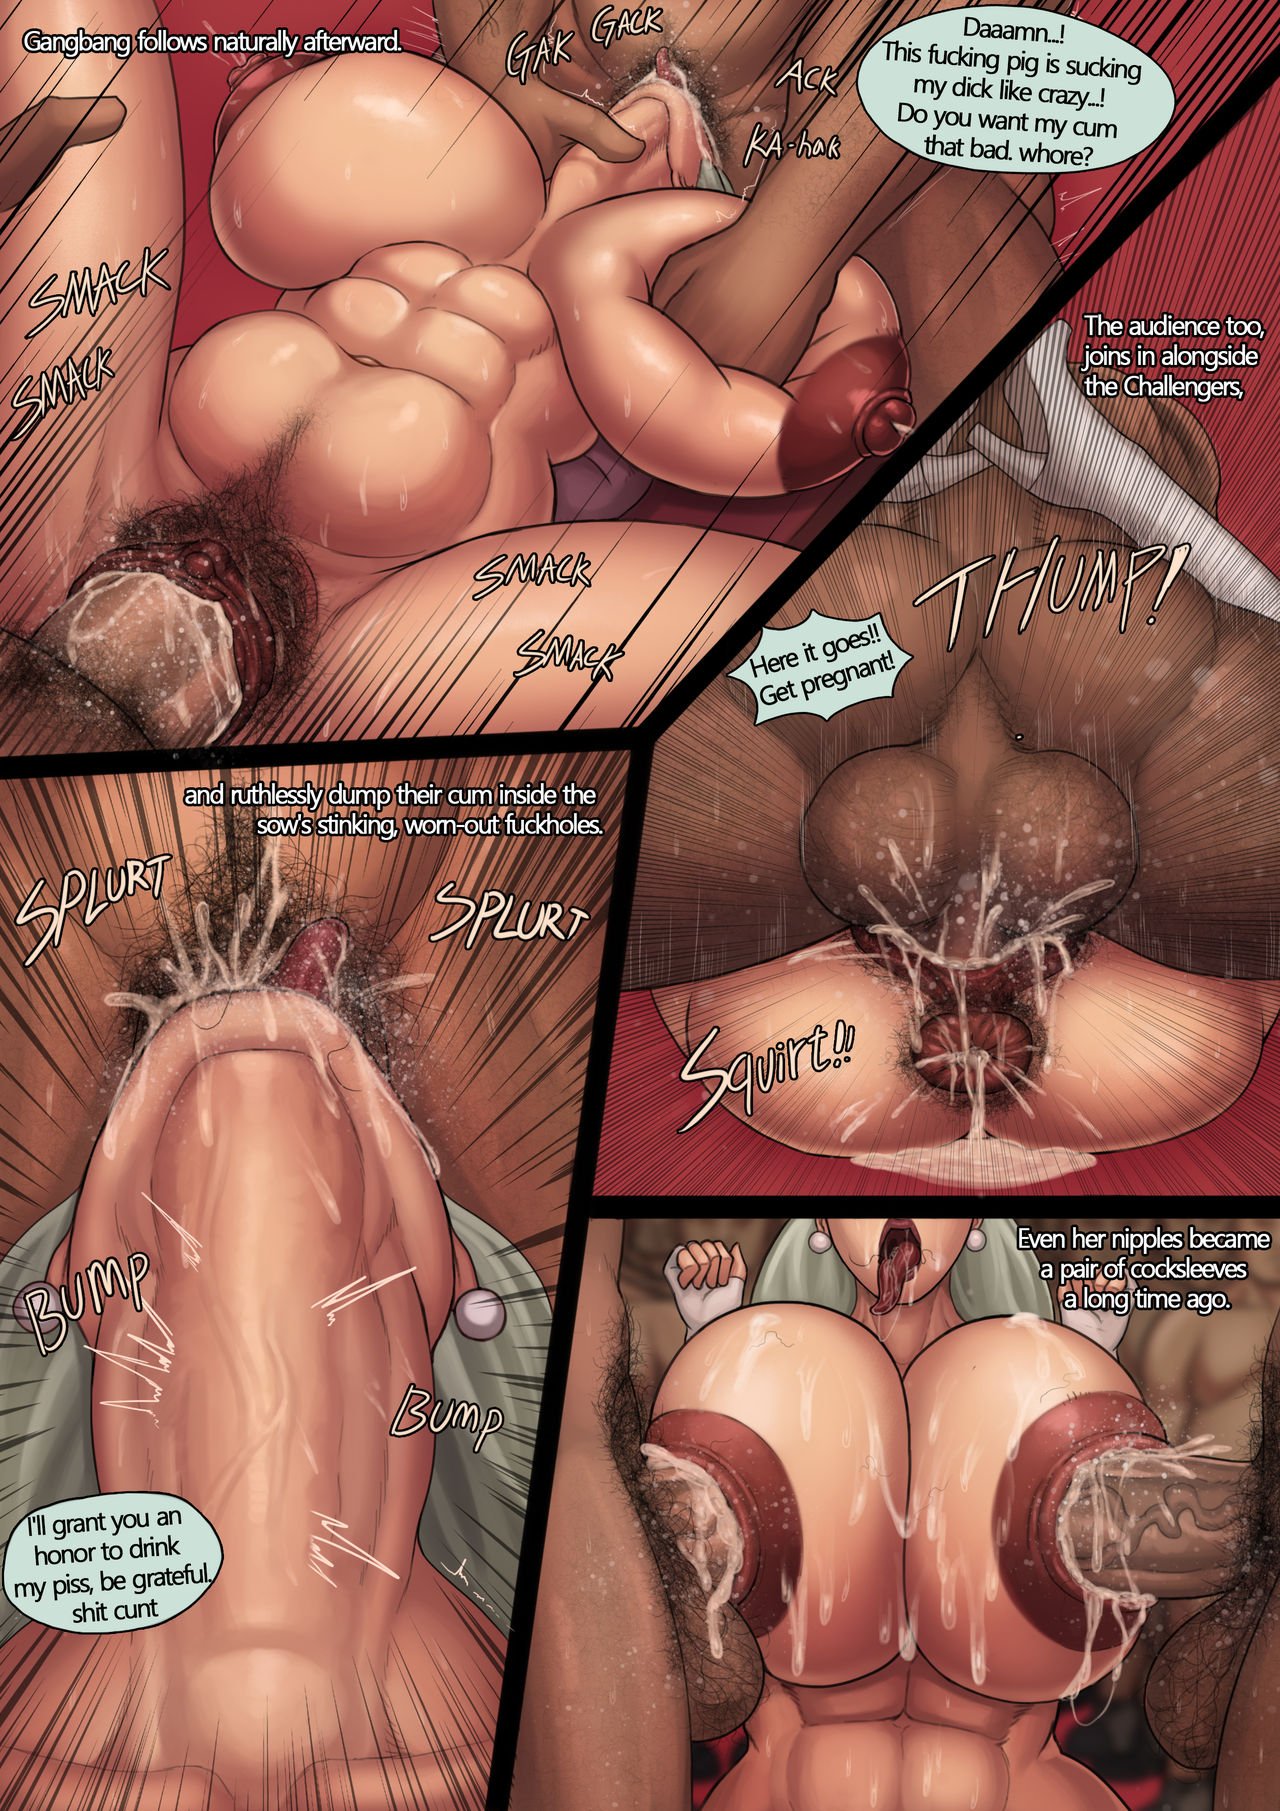 Gangbang follows naturally afterward.
GAK
GACK
ACK
KA-hak
Daaamn...!
This fucking pig is sucking
my dick like crazy...!
Do you want my cum
that bad. whore?
SMACK
SMACK
SMACK
SMACK
The audience too,
joins in alongside
the Challengers,
THUMP!
Here it goes!!
Get pregnant!
Squirt!!
and ruthlessly dump their cum inside the
sow's stinking, worn-out fuckholes.
SPLURT
SPLURT
BUMP
BUMP
I'll grant you an
honor to drink
my piss, be grateful.
shit cunt
Even her nipples became
a pair of cocksleeves
a long time ago.